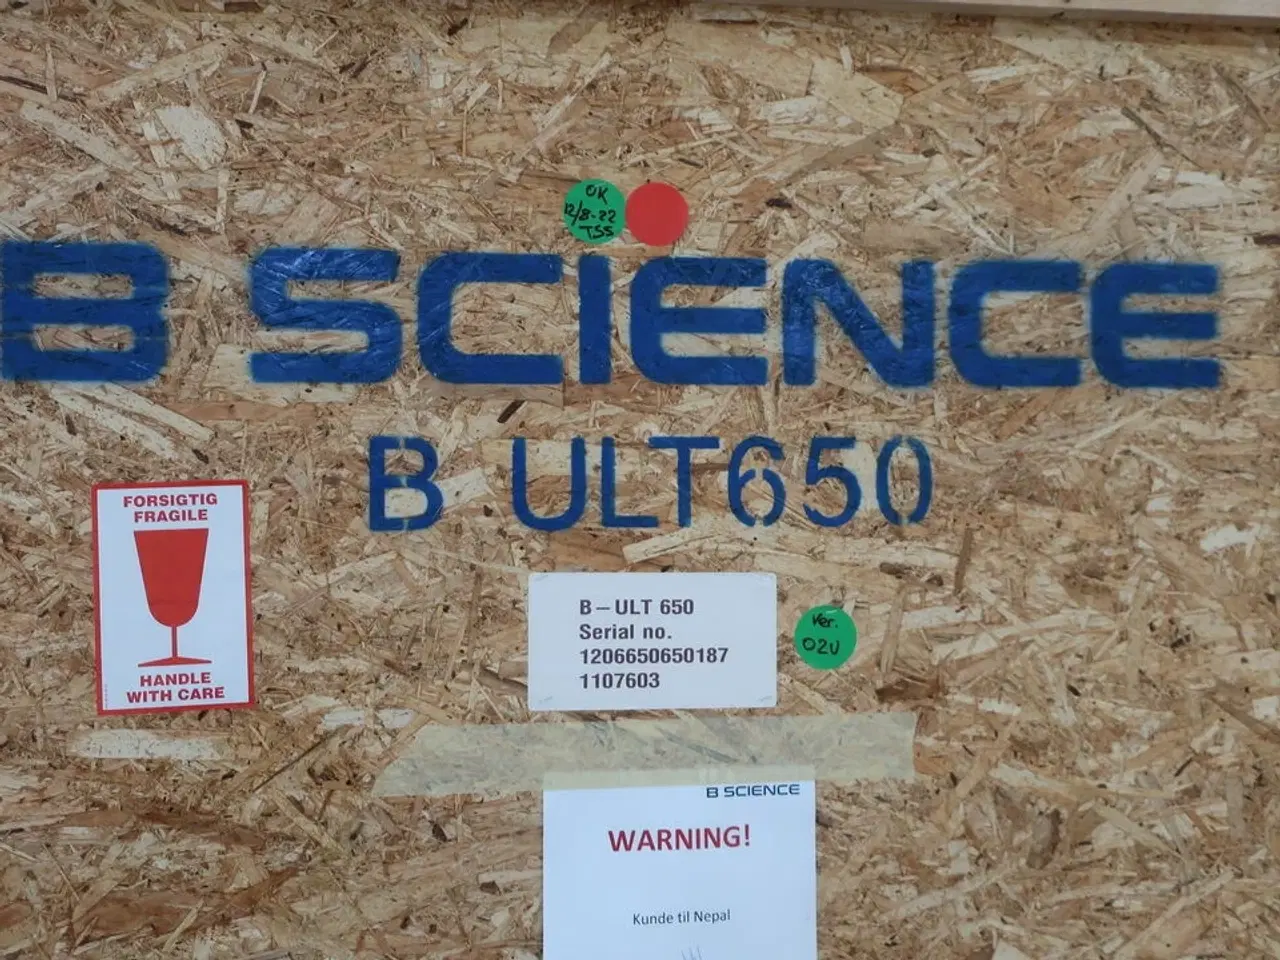 OK
12/8-22
TSS
B SCIENCE
B ULT650
FORSIGTIG
FRAGILE
HANDLE
WITH CARE
B-ULT 650
Serial no.
1206650650187
1107603
Ver.
02U
B SCIENCE
WARNING!
Kunde til Nepal